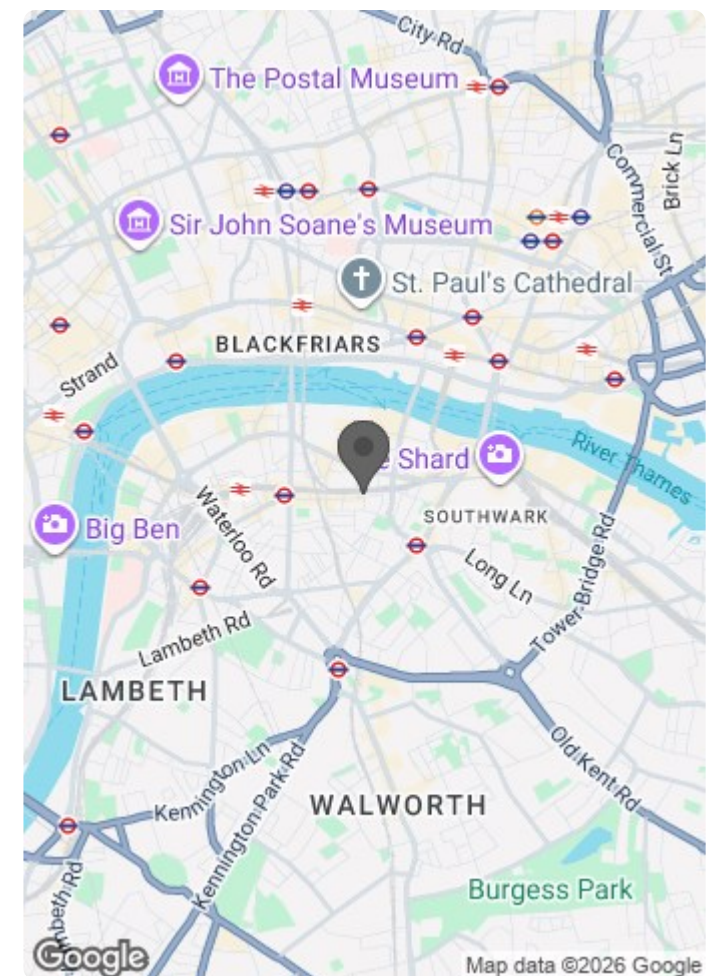 City Rd
The Postal Museum
Commercial St
Brick Ln
Sir John Soane's Museum
St. Paul's Cathedral
BLACKFRIARS
Strand
River Thames
e Shard
Big Ben
Waterloo Rd
SOUTHWARK
Long Ln
Tower Bridge Rd
Lambeth Rd
LAMBETH
Old Kent Rd
Kennington Ln
Kennington Park Rd
WALWORTH
Burgess Park
mbeth Rd
Google
Map data ©2026 Google